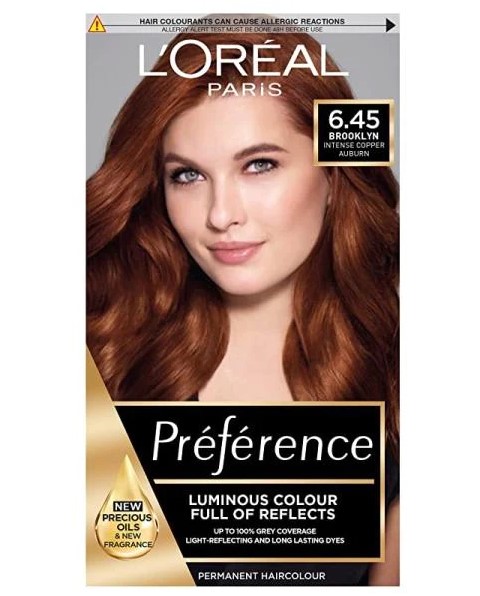 HAIR COLOURANTS CAN CAUSE ALLERGIC REACTIONS
ALLERGY ALERT TEST MUST BE DONE 48H BEFORE USE
L'ORÉAL
PARIS
6.45
BROOKLYN
INTENSE COPPER
AUBURN
Préférence
LUMINOUS COLOUR
FULL OF REFLECTS
UP TO 100% GREY COVERAGE
LIGHT-REFLECTING AND LONG LASTING DYES
NEW
PRECIOUS
OILS
& NEW
FRAGRANCE
PERMANENT HAIRCOLOUR